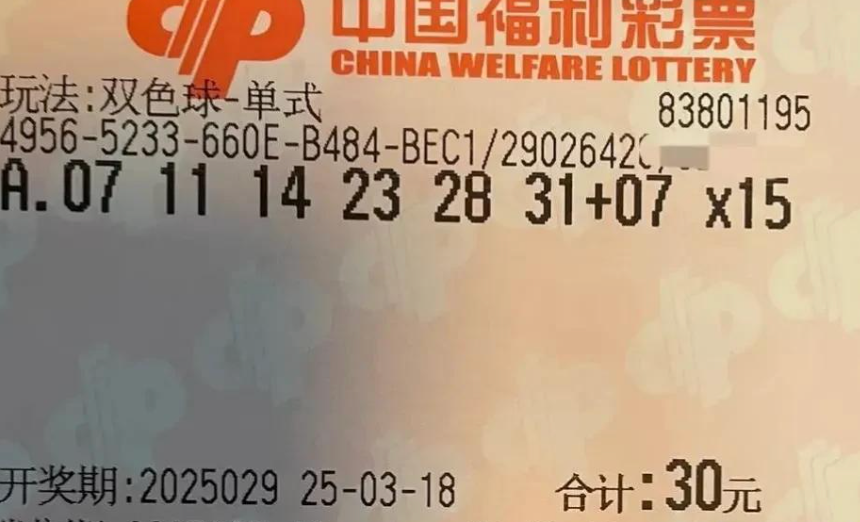 中国福利彩票
CHINA WELFARE LOTTERY
玩法:双色球-单式
83801195
4956-5233-660E-B484-BEC1/2902642
A.07 11 14 23 28 31+07 x15
开奖期:2025029 25-03-18
合计:30元